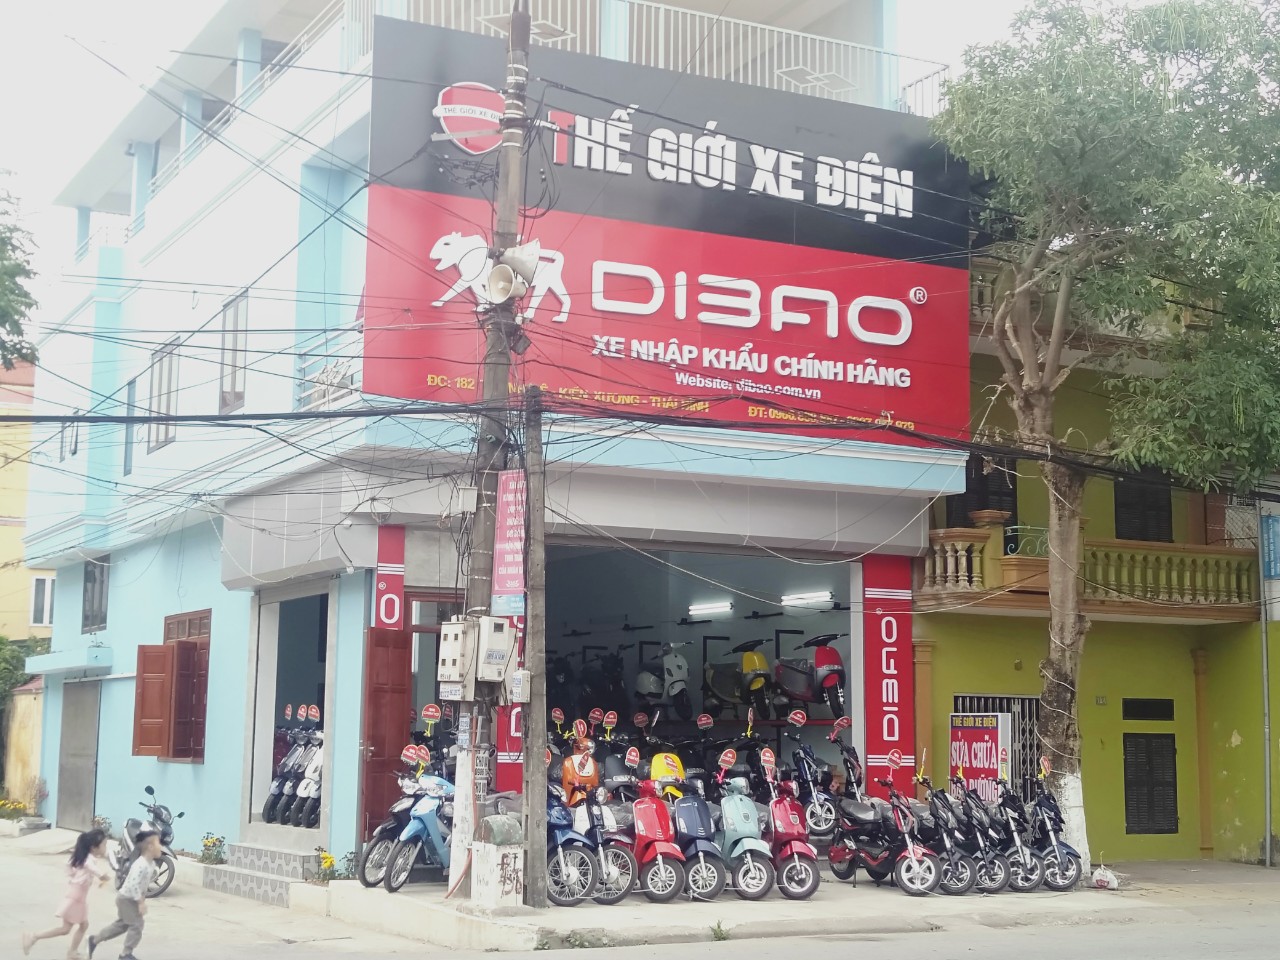 THẾ GIỚI XE ĐI
THẾ GIỚI XE ĐIỆN
DIBAO®
XE NHẬP KHẨU CHÍNH HÃNG
Website: dibao.com.vn
ĐC: 182 - KIẾN XƯƠNG - THÁI BÌNH
ĐT:
DIBAO
THẾ GIỚI XE ĐIỆN
SỬA CHỮA